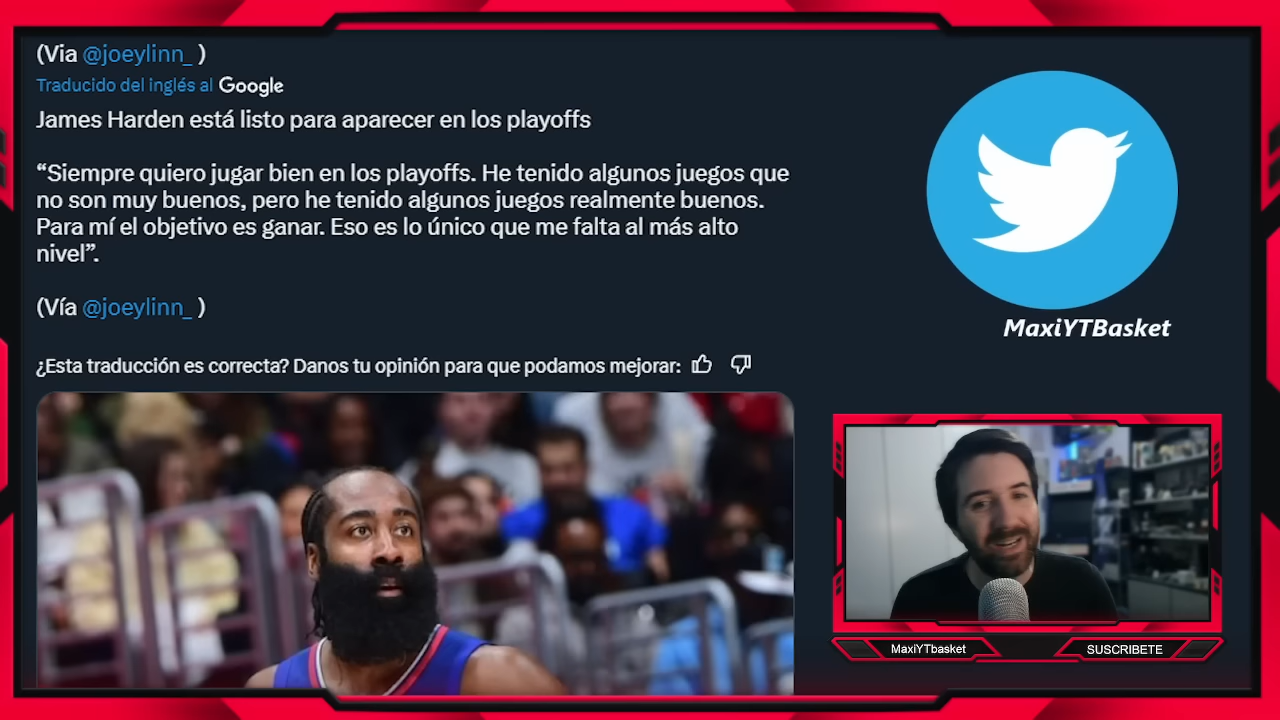 (Via @joeylinn_ )
Traducido del inglés al Google
James Harden está listo para aparecer en los playoffs
“Siempre quiero jugar bien en los playoffs. He tenido algunos juegos que
no son muy buenos, pero he tenido algunos juegos realmente buenos.
Para mí el objetivo es ganar. Eso es lo único que me falta al más alto
nivel”.
(Vía @joeylinn_ )
¿Esta traducción es correcta? Danos tu opinión para que podamos mejorar:
MaxiYTBasket
MaxiYTbasket
SUSCRIBETE